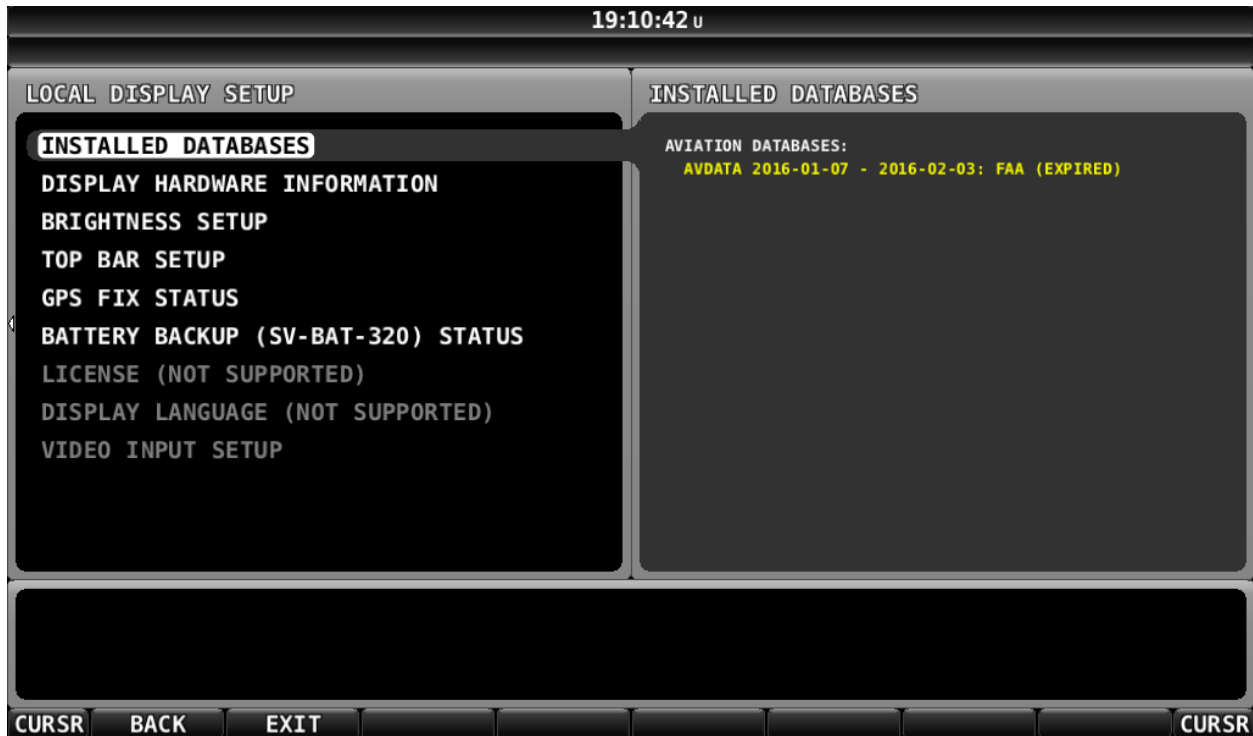 19:10:42 U
LOCAL DISPLAY SETUP
INSTALLED DATABASES
DISPLAY HARDWARE INFORMATION
BRIGHTNESS SETUP
TOP BAR SETUP
GPS FIX STATUS
BATTERY BACKUP (SV-BAT-320) STATUS
LICENSE (NOT SUPPORTED)
DISPLAY LANGUAGE (NOT SUPPORTED)
VIDEO INPUT SETUP
INSTALLED DATABASES
AVIATION DATABASES:
AVDATA 2016-01-07 - 2016-02-03: FAA (EXPIRED)
CURSR BACK EXIT CURSR